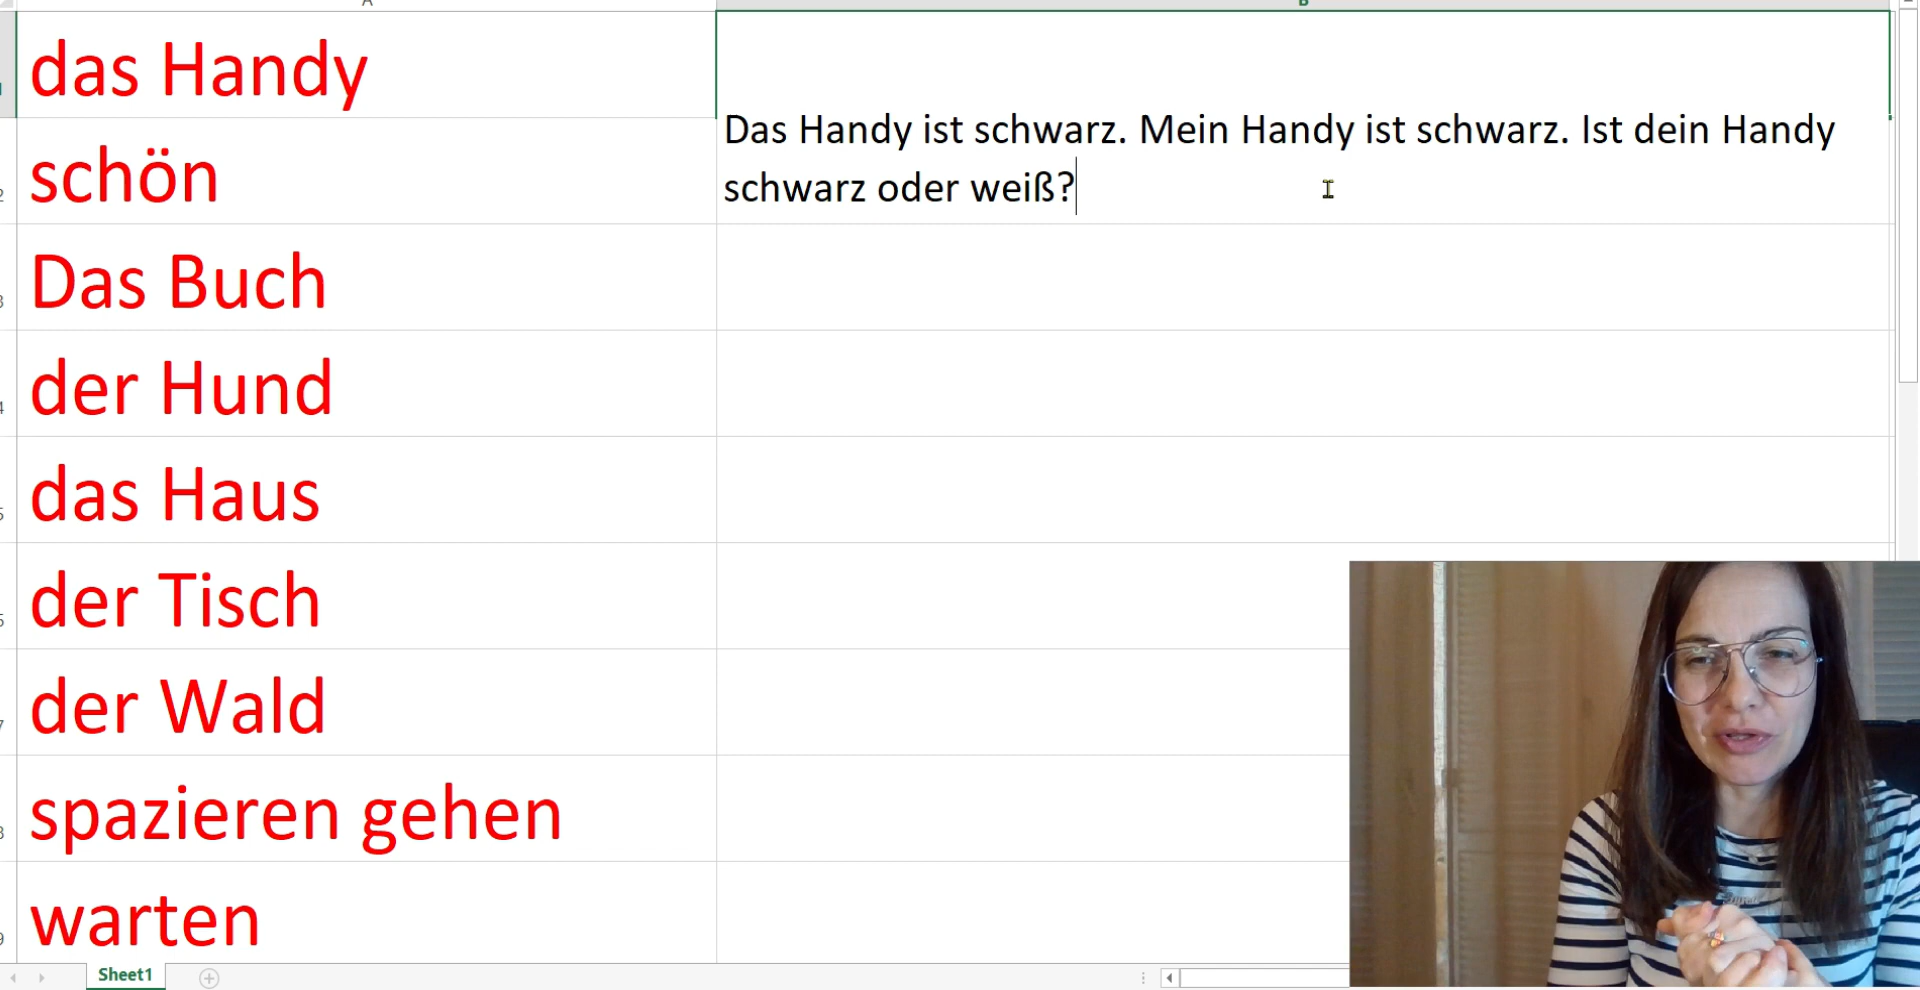 A
B
das Handy
Das Handy ist schwarz. Mein Handy ist schwarz. Ist dein Handy
schwarz oder weiß?
schön
Das Buch
der Hund
das Haus
der Tisch
der Wald
spazieren gehen
warten
Sheet1